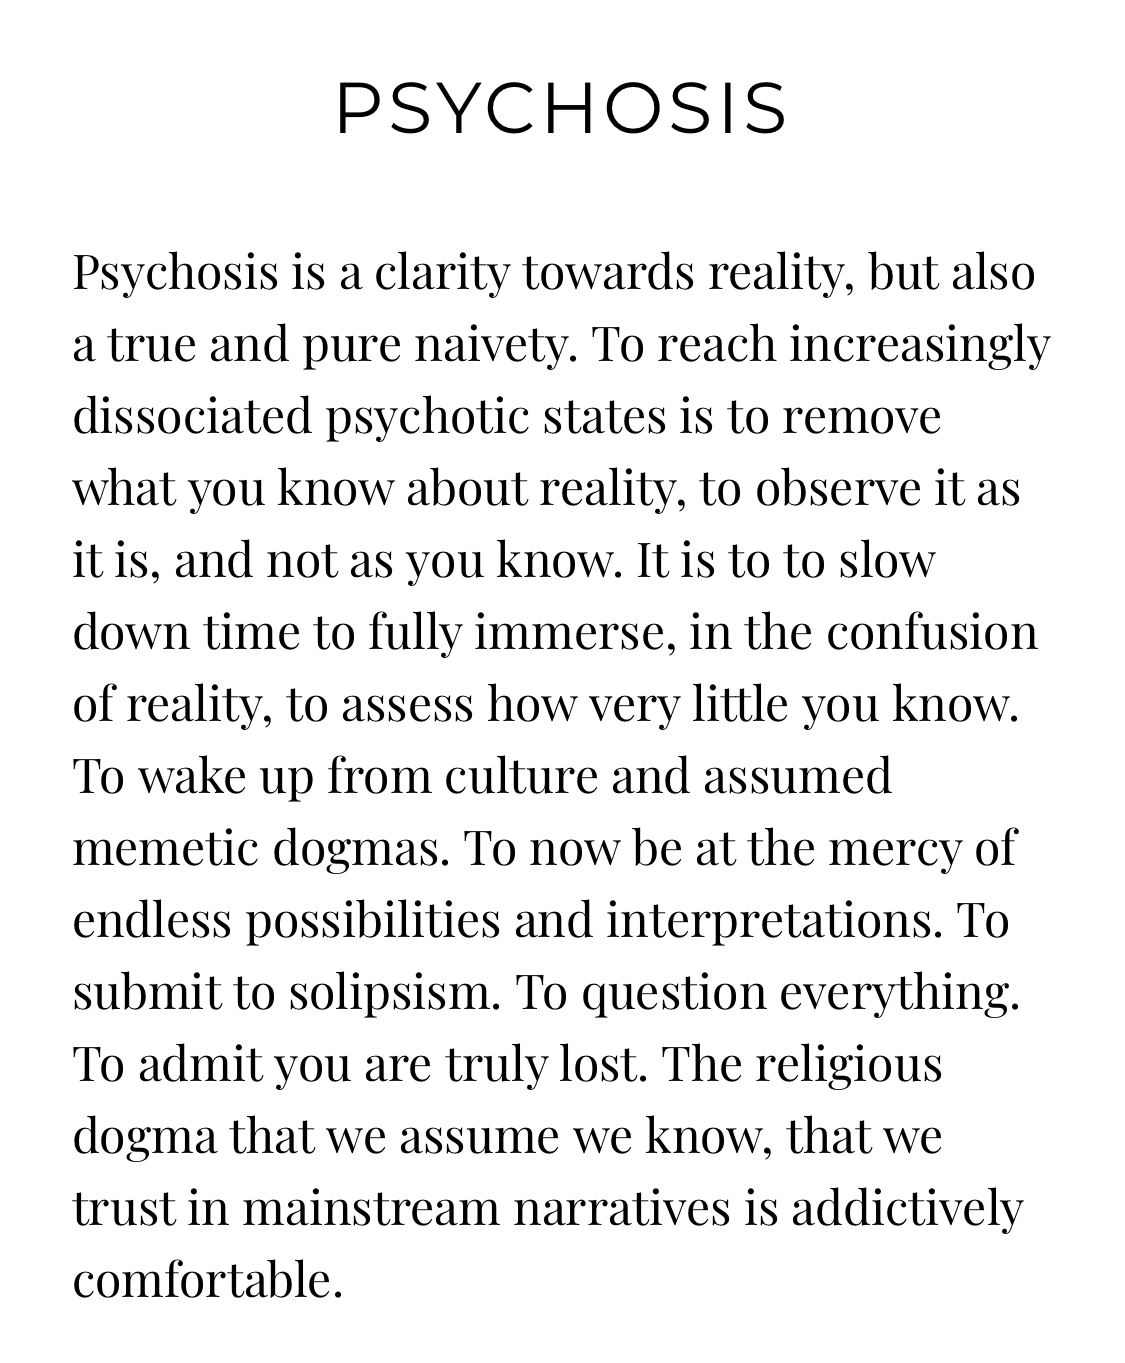 PSYCHOSIS
Psychosis is a clarity towards reality, but also
a true and pure naivety. To reach increasingly
dissociated psychotic states is to remove
what you know about reality, to observe it as
it is, and not as you know. It is to to slow
down time to fully immerse, in the confusion
of reality, to assess how very little you know.
To wake up from culture and assumed
memetic dogmas. To now be at the mercy of
endless possibilities and interpretations. To
submit to solipsism. To question everything.
To admit you are truly lost. The religious
dogma that we assume we know, that we
trust in mainstream narratives is addictively
comfortable.